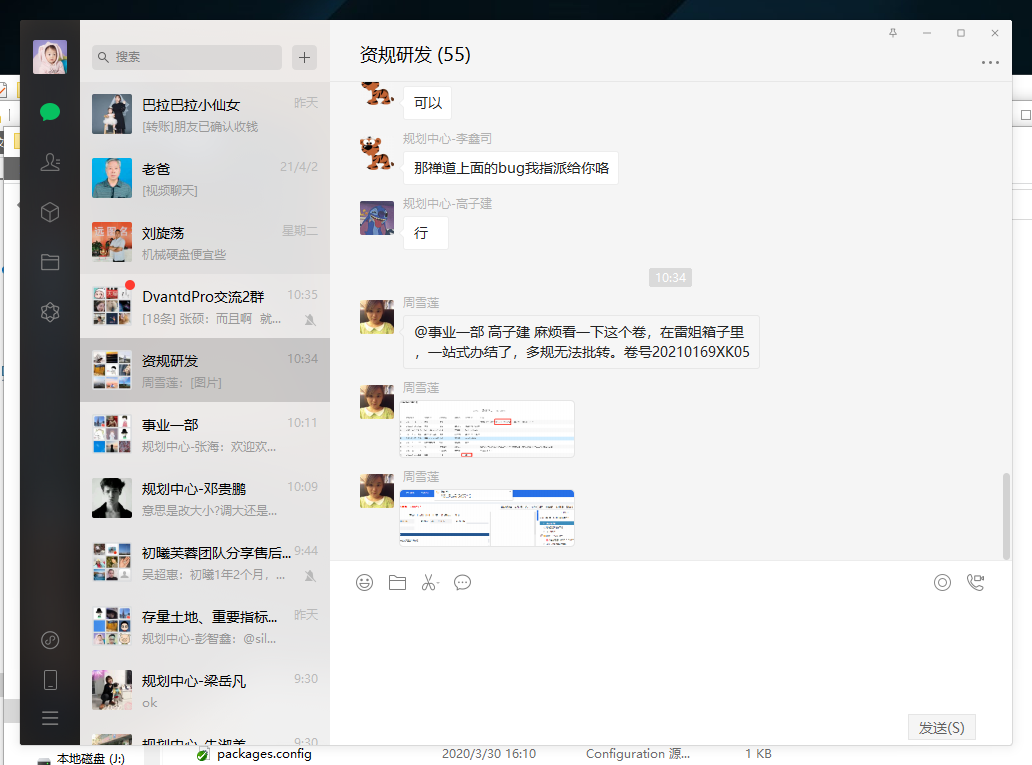 搜索
巴拉巴拉小仙女
昨天
[转账]朋友已确认收钱
老爸
21/4/2
[视频聊天]
刘旋荡
星期二
机械硬盘便宜些
DvantdPro交流2群
10:35
[18条] 张硕：而且啊 就...
资规研发
10:34
周雪莲：[图片]
事业一部
10:11
规划中心-张海：欢迎欢...
规划中心-邓贵鹏
10:09
意思是改大小?调大还是...
初曦芙蓉团队分享售后...
9:44
吴超惠：初曦1年2个月，...
存量土地、重要指标...
昨天
规划中心-彭智鑫：@sil...
规划中心-梁岳凡
9:30
ok
9:30
资规研发 (55)
可以
规划中心-李鑫司
那禅道上面的bug我指派给你咯
规划中心-高子建
行
10:34
周雪莲
@事业一部 高子建 麻烦看一下这个卷，在雷姐箱子里
，一站式办结了，多规无法批转。卷号20210169XK05
周雪莲
周雪莲
发送(S)
本地磁盘 (J:)
packages.config
2020/3/30 16:10
Configuration 源...
1 KB